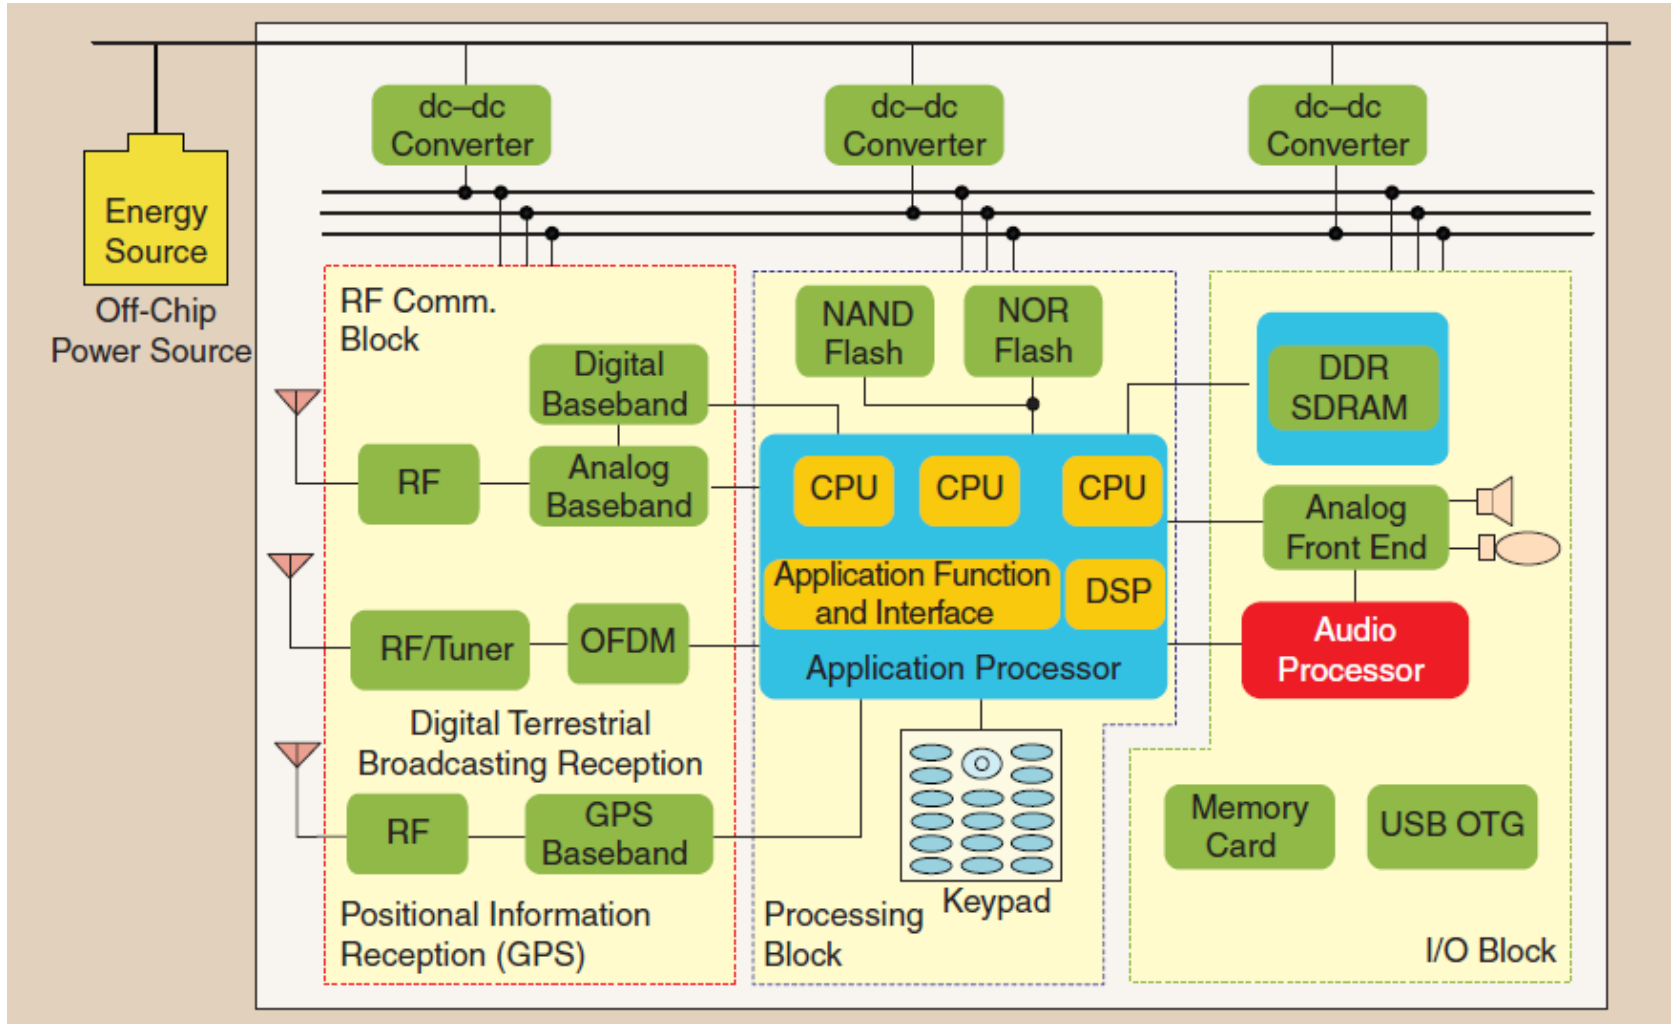 dc–dc
Converter
dc–dc
Converter
dc–dc
Converter
Energy
Source
Off-Chip
Power Source
RF Comm.
Block
Digital
Baseband
RF
Analog
Baseband
RF/Tuner
OFDM
Digital Terrestrial
Broadcasting Reception
RF
GPS
Baseband
Positional Information
Reception (GPS)
NAND
Flash
NOR
Flash
CPU
CPU
CPU
Application Function
and Interface
DSP
Application Processor
Keypad
Processing
Block
DDR
SDRAM
Analog
Front End
Audio
Processor
Memory
Card
USB OTG
I/O Block